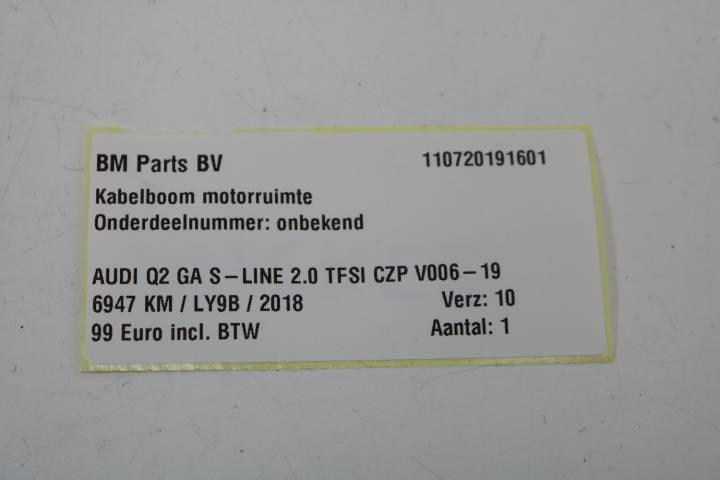 BM Parts BV 110720191601
Kabelboom motorruimte
Onderdeelnummer: onbekend
AUDI Q2 GA S-LINE 2.0 TFSI CZP V006-19
6947 KM / LY9B / 2018 Verz: 10
99 Euro incl. BTW Aantal: 1